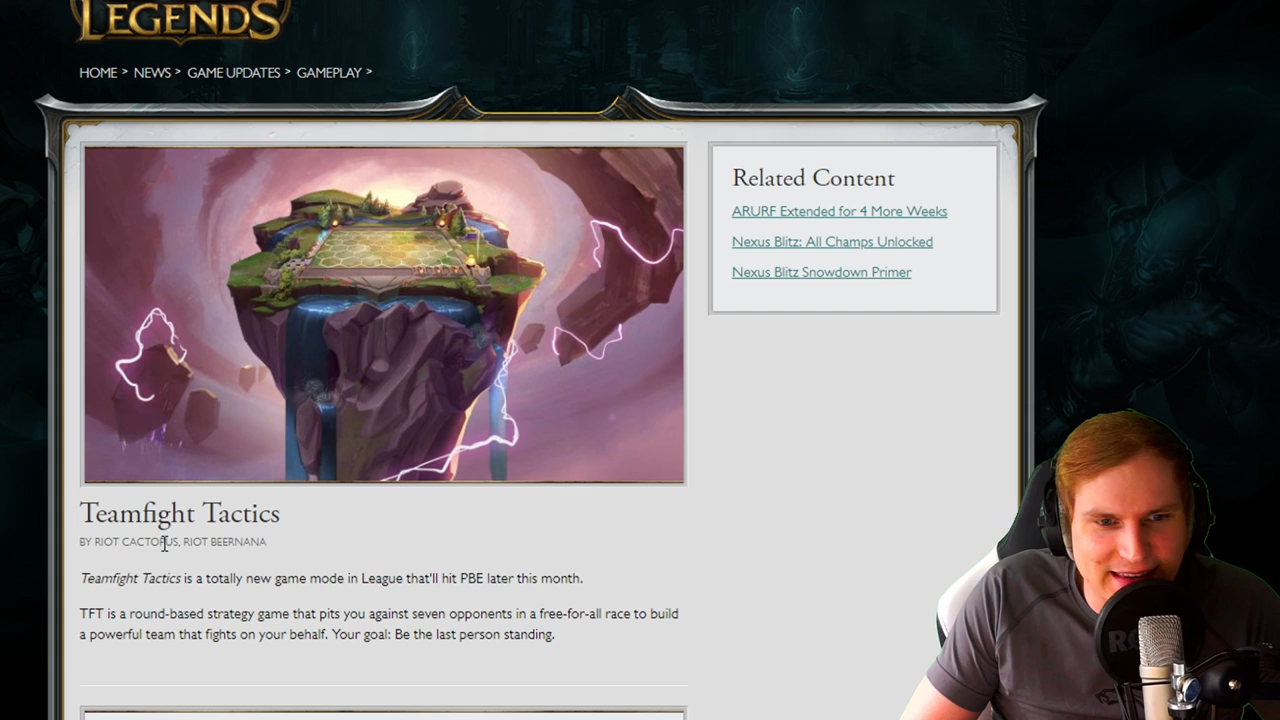 LEGENDS
HOME > NEWS > GAME UPDATES > GAMEPLAY >
Related Content
ARURF Extended for 4 More Weeks
Nexus Blitz: All Champs Unlocked
Nexus Blitz Snowdown Primer
Teamfight Tactics
BY RIOT CACTOPUS, RIOT BEERNANA
Teamfight Tactics is a totally new game mode in League that'll hit PBE later this month.
TFT is a round-based strategy game that pits you against seven opponents in a free-for-all race to build
a powerful team that fights on your behalf. Your goal: Be the last person standing.